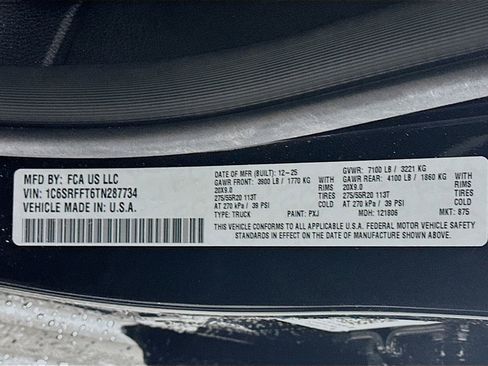 MFD BY: FCA US LLC
VIN: 1C6SRFFT6TN287734
VEHICLE MADE IN: U.S.A.
DATE OF MFR (BUILT): 12-25
GAWR FRONT: 3900 LB / 1770 KG
20X9.0 RIMS
275/55R20 113T TIRES
AT 270 kPa / 39 PSI COLD
TYPE: TRUCK PAINT: PXJ
GVWR: 7100 LB / 3221 KG
GAWR REAR: 4100 LB / 1860 KG
20X9.0 RIMS
275/55R20 113T TIRES
AT 270 kPa / 39 PSI COLD
MDH: 121806 MKT: 875
THIS VEHICLE CONFORMS TO ALL APPLICABLE U.S.A. FEDERAL MOTOR VEHICLE SAFETY
STANDARDS IN EFFECT ON THE DATE OF MANUFACTURE SHOWN ABOVE.